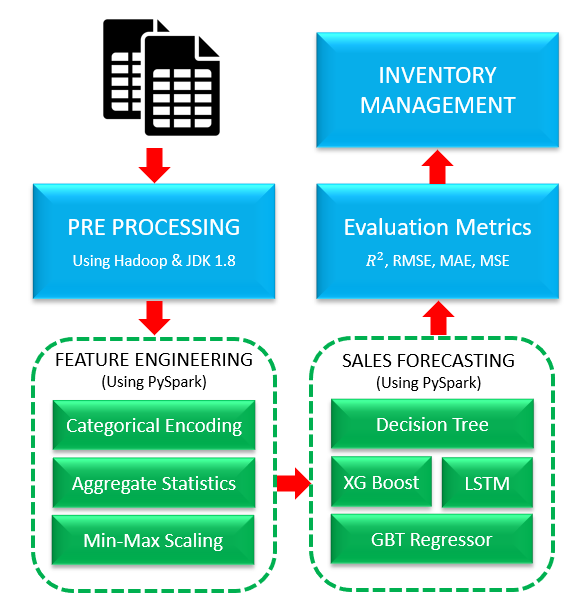 PRE PROCESSING
Using Hadoop & JDK 1.8
FEATURE ENGINEERING
(Using PySpark)
Categorical Encoding
Aggregate Statistics
Min-Max Scaling
SALES FORECASTING
(Using PySpark)
Decision Tree
XG Boost
LSTM
GBT Regressor
Evaluation Metrics
R², RMSE, MAE, MSE
INVENTORY
MANAGEMENT